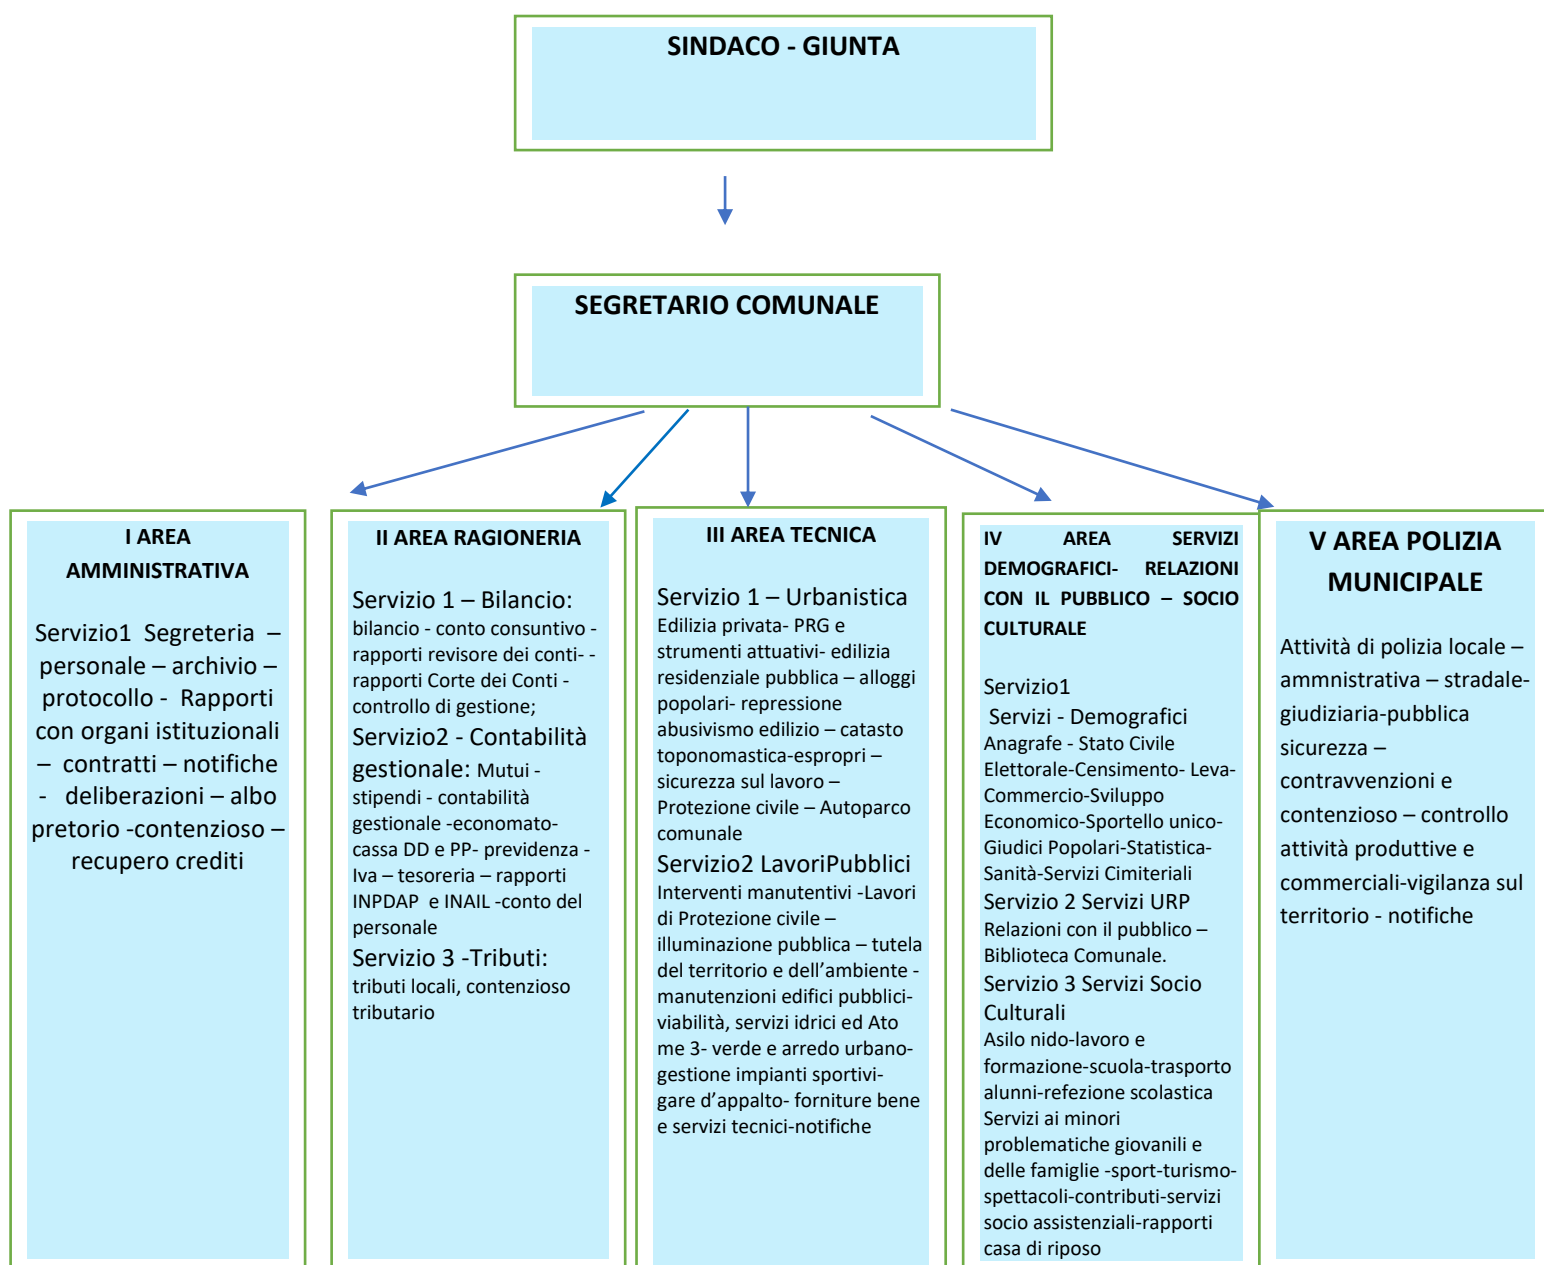 SINDACO - GIUNTA
SEGRETARIO COMUNALE
I AREA
AMMINISTRATIVA
Servizio1 Segreteria –
personale – archivio –
protocollo - Rapporti
con organi istituzionali
– contratti – notifiche
- deliberazioni – albo
pretorio -contenzioso –
recupero crediti
II AREA RAGIONERIA
Servizio 1 – Bilancio:
bilancio - conto consuntivo -
rapporti revisore dei conti- -
rapporti Corte dei Conti -
controllo di gestione;
Servizio2 - Contabilità
gestionale: Mutui -
stipendi - contabilità
gestionale -economato-
cassa DD e PP- previdenza -
Iva – tesoreria – rapporti
INPDAP e INAIL -conto del
personale
Servizio 3 -Tributi:
tributi locali, contenzioso
tributario
III AREA TECNICA
Servizio 1 – Urbanistica
Edilizia privata- PRG e
strumenti attuativi- edilizia
residenziale pubblica – alloggi
popolari- repressione
abusivismo edilizio – catasto
toponomastica-espropri –
sicurezza sul lavoro –
Protezione civile – Autoparco
comunale
Servizio2 LavoriPubblici
Interventi manutentivi -Lavori
di Protezione civile –
illuminazione pubblica – tutela
del territorio e dell’ambiente -
manutenzioni edifici pubblici-
viabilità, servizi idrici ed Ato
me 3- verde e arredo urbano-
gestione impianti sportivi-
gare d’appalto- forniture bene
e servizi tecnici-notifiche
IV AREA SERVIZI
DEMOGRAFICI- RELAZIONI
CON IL PUBBLICO – SOCIO
CULTURALE
Servizio1
Servizi - Demografici
Anagrafe - Stato Civile
Elettorale-Censimento- Leva-
Commercio-Sviluppo
Economico-Sportello unico-
Giudici Popolari-Statistica-
Sanità-Servizi Cimiteriali
Servizio 2 Servizi URP
Relazioni con il pubblico –
Biblioteca Comunale.
Servizio 3 Servizi Socio
Culturali
Asilo nido-lavoro e
formazione-scuola-trasporto
alunni-refezione scolastica
Servizi ai minori
problematiche giovanili e
delle famiglie -sport-turismo-
spettacoli-contributi-servizi
socio assistenziali-rapporti
casa di riposo
V AREA POLIZIA
MUNICIPALE
Attività di polizia locale –
ammnistrativa – stradale-
giudiziaria-pubblica
sicurezza –
contravvenzioni e
contenzioso – controllo
attività produttive e
commerciali-vigilanza sul
territorio - notifiche